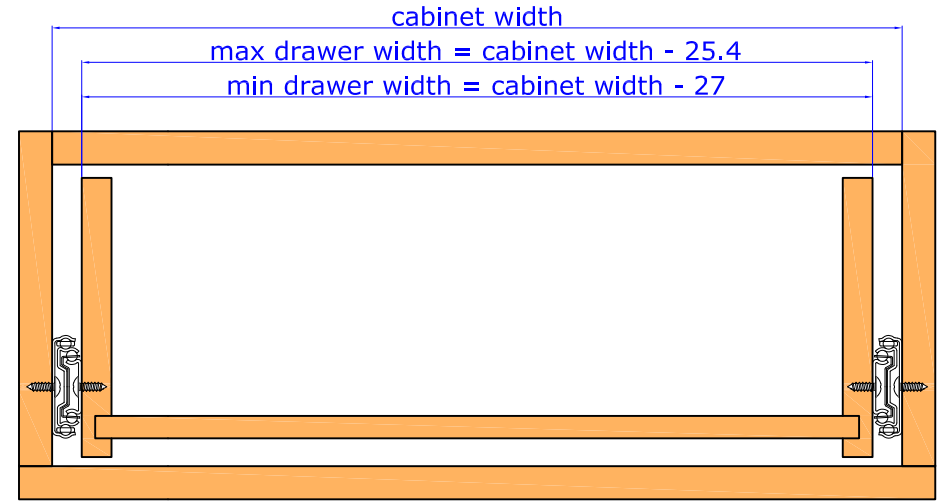 cabinet width
max drawer width = cabinet width - 25.4
min drawer width = cabinet width - 27